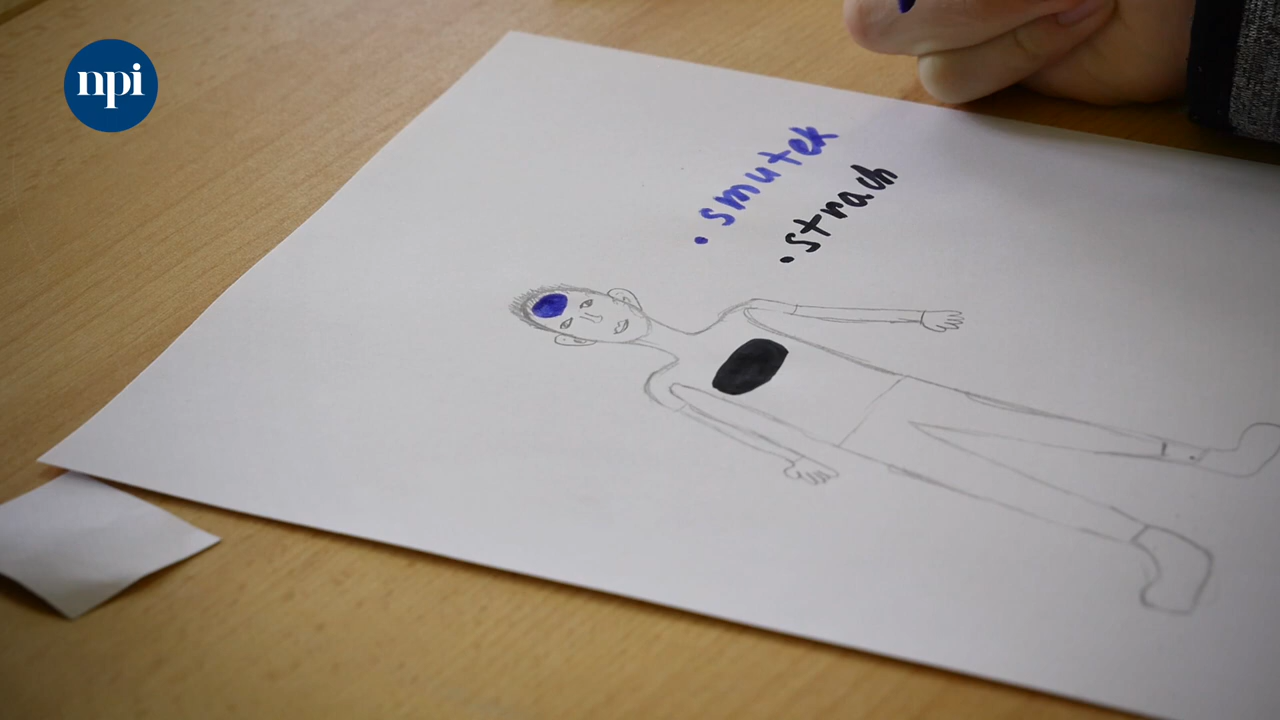 npi
• smutek
• strach